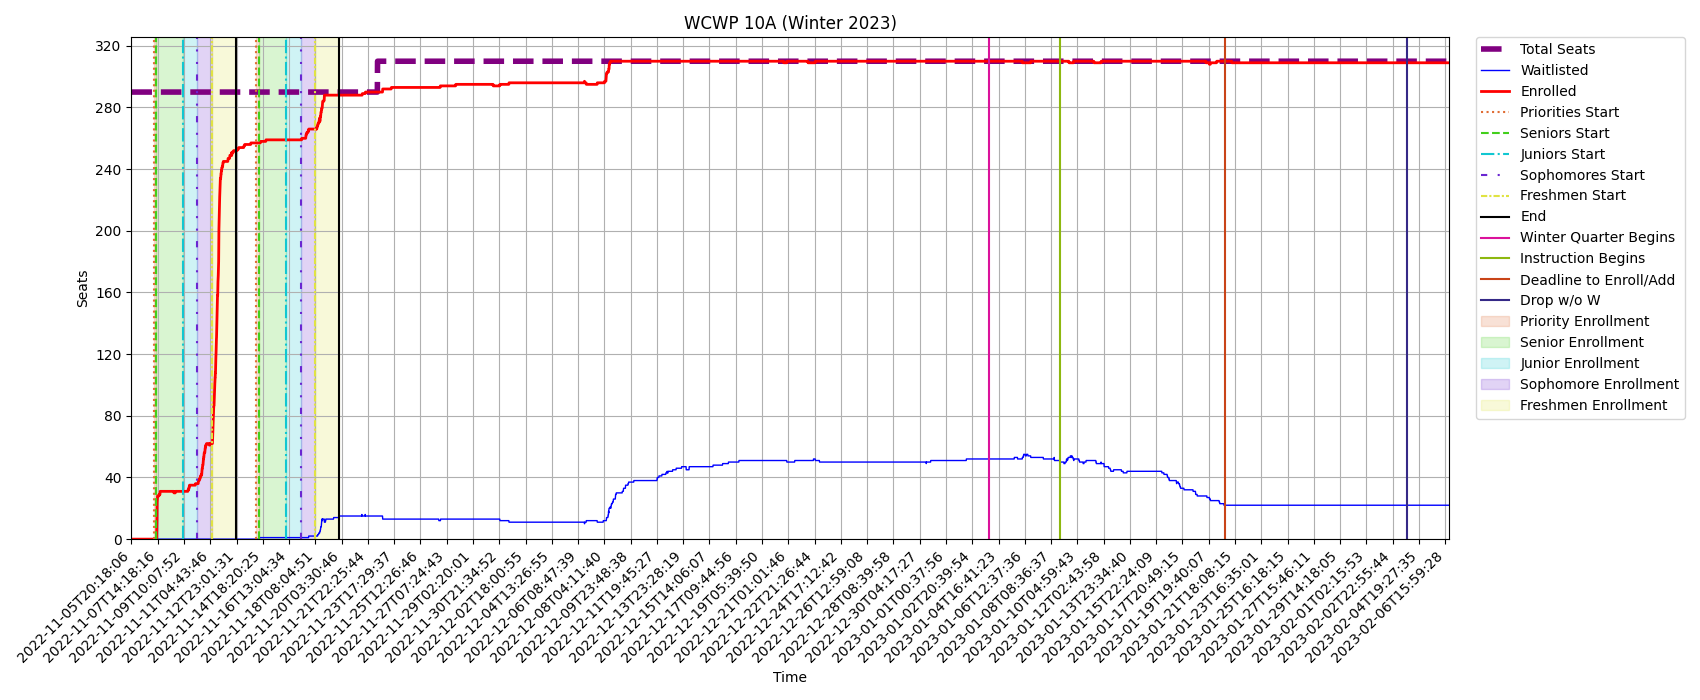 WCWP 10A (Winter 2023)
Seats
320
280
240
200
160
120
80
40
0
2022-11-05T20:18:06
2022-11-07T14:18:16
2022-11-09T10:07:52
2022-11-11T04:43:46
2022-11-12T23:01:31
2022-11-14T18:20:25
2022-11-16T13:04:34
2022-11-18T08:04:51
2022-11-20T03:30:46
2022-11-21T22:25:44
2022-11-23T17:29:37
2022-11-25T12:26:46
2022-11-27T07:24:43
2022-11-29T02:20:01
2022-11-30T21:34:52
2022-12-02T18:00:55
2022-12-04T13:26:55
2022-12-06T08:47:39
2022-12-08T04:11:40
2022-12-09T23:48:38
2022-12-11T19:45:27
2022-12-13T23:28:19
2022-12-15T14:06:07
2022-12-17T09:44:56
2022-12-19T05:39:50
2022-12-21T01:01:46
2022-12-22T21:26:44
2022-12-24T17:12:42
2022-12-26T12:59:08
2022-12-28T08:39:58
2022-12-30T04:17:27
2023-01-01T00:37:56
2023-01-02T20:39:54
2023-01-04T16:41:23
2023-01-06T12:37:36
2023-01-08T08:36:37
2023-01-10T04:59:43
2023-01-12T02:43:58
2023-01-13T23:34:40
2023-01-15T22:24:09
2023-01-17T20:49:15
2023-01-19T19:40:07
2023-01-21T18:08:15
2023-01-23T16:35:01
2023-01-25T16:18:15
2023-01-27T15:46:11
2023-01-29T14:18:05
2023-02-01T02:15:53
2023-02-02T22:55:44
2023-02-04T19:27:35
2023-02-06T15:59:28
Time
Total Seats
Waitlisted
Enrolled
Priorities Start
Seniors Start
Juniors Start
Sophomores Start
Freshmen Start
End
Winter Quarter Begins
Instruction Begins
Deadline to Enroll/Add
Drop w/o W
Priority Enrollment
Senior Enrollment
Junior Enrollment
Sophomore Enrollment
Freshmen Enrollment